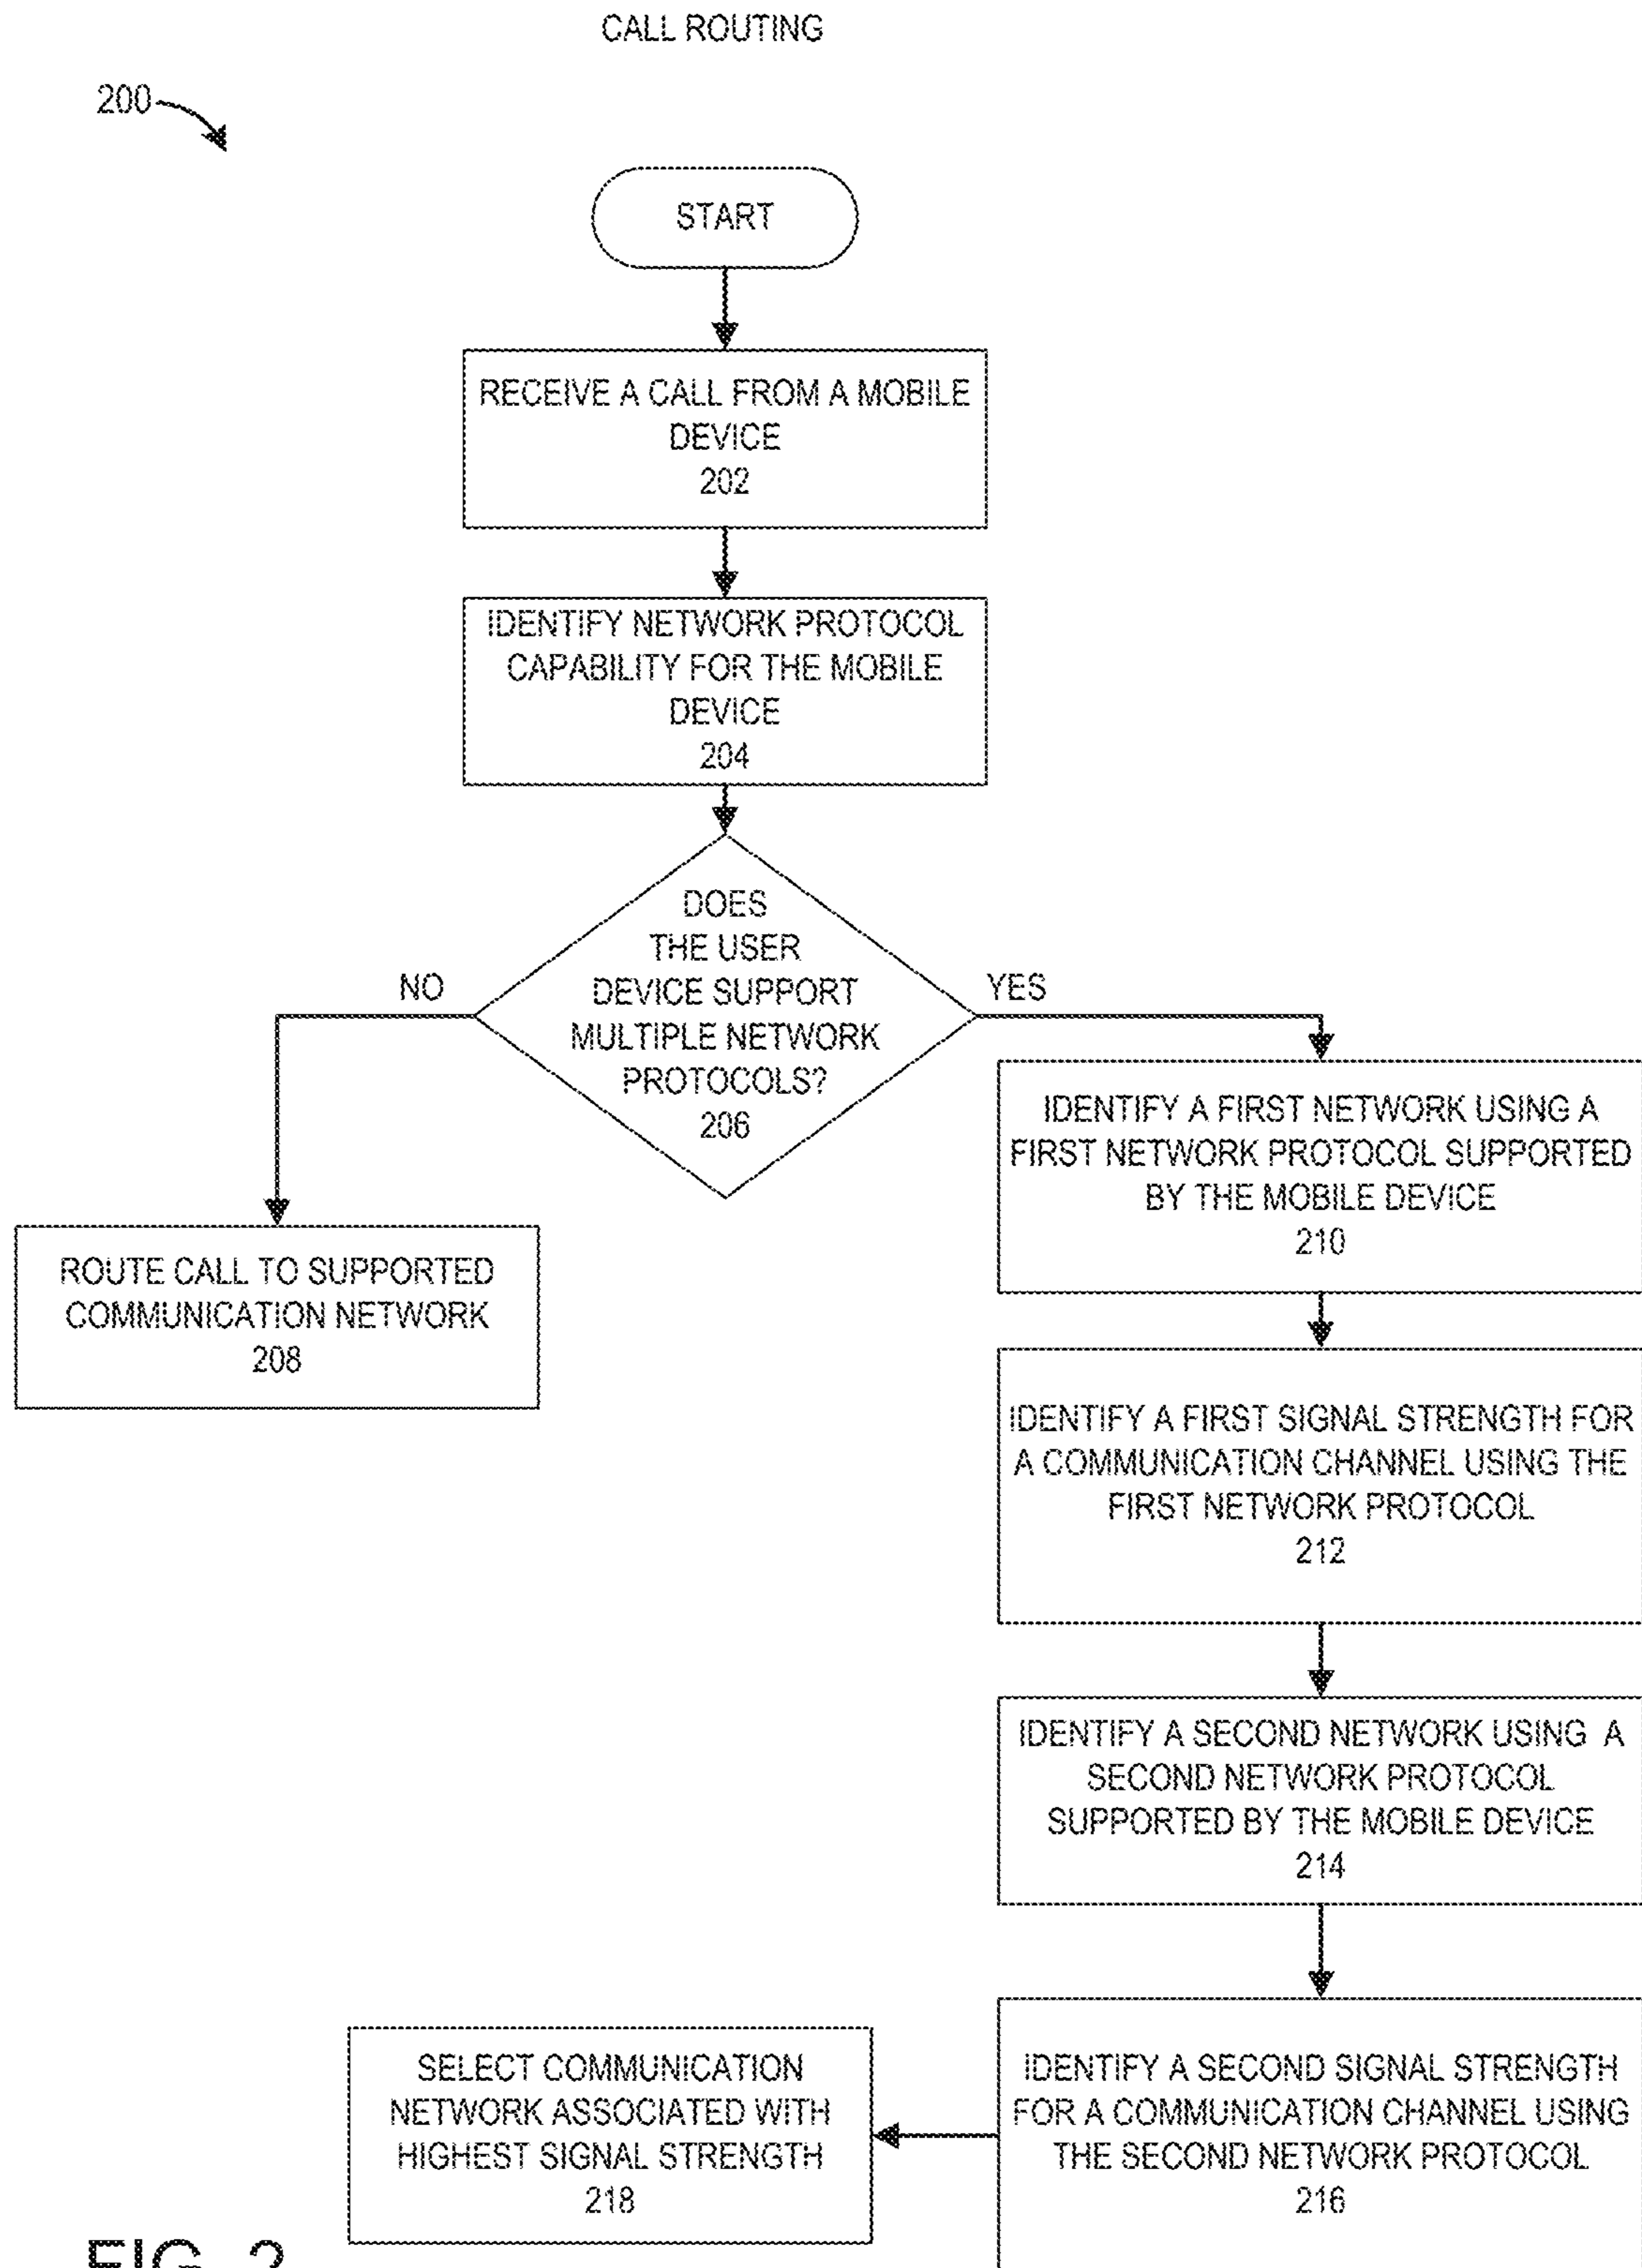 CALL ROUTING
200
START
RECEIVE A CALL FROM A MOBILE
DEVICE
202
IDENTIFY NETWORK PROTOCOL
CAPABILITY FOR THE MOBILE
DEVICE
204
DOES
THE USER
DEVICE SUPPORT
MULTIPLE NETWORK
PROTOCOLS?
206
NO
YES
ROUTE CALL TO SUPPORTED
COMMUNICATION NETWORK
208
IDENTIFY A FIRST NETWORK USING A
FIRST NETWORK PROTOCOL SUPPORTED
BY THE MOBILE DEVICE
210
IDENTIFY A FIRST SIGNAL STRENGTH FOR
A COMMUNICATION CHANNEL USING THE
FIRST NETWORK PROTOCOL
212
IDENTIFY A SECOND NETWORK USING A
SECOND NETWORK PROTOCOL
SUPPORTED BY THE MOBILE DEVICE
214
IDENTIFY A SECOND SIGNAL STRENGTH
FOR A COMMUNICATION CHANNEL USING
THE SECOND NETWORK PROTOCOL
216
SELECT COMMUNICATION
NETWORK ASSOCIATED WITH
HIGHEST SIGNAL STRENGTH
218
FIG. 2